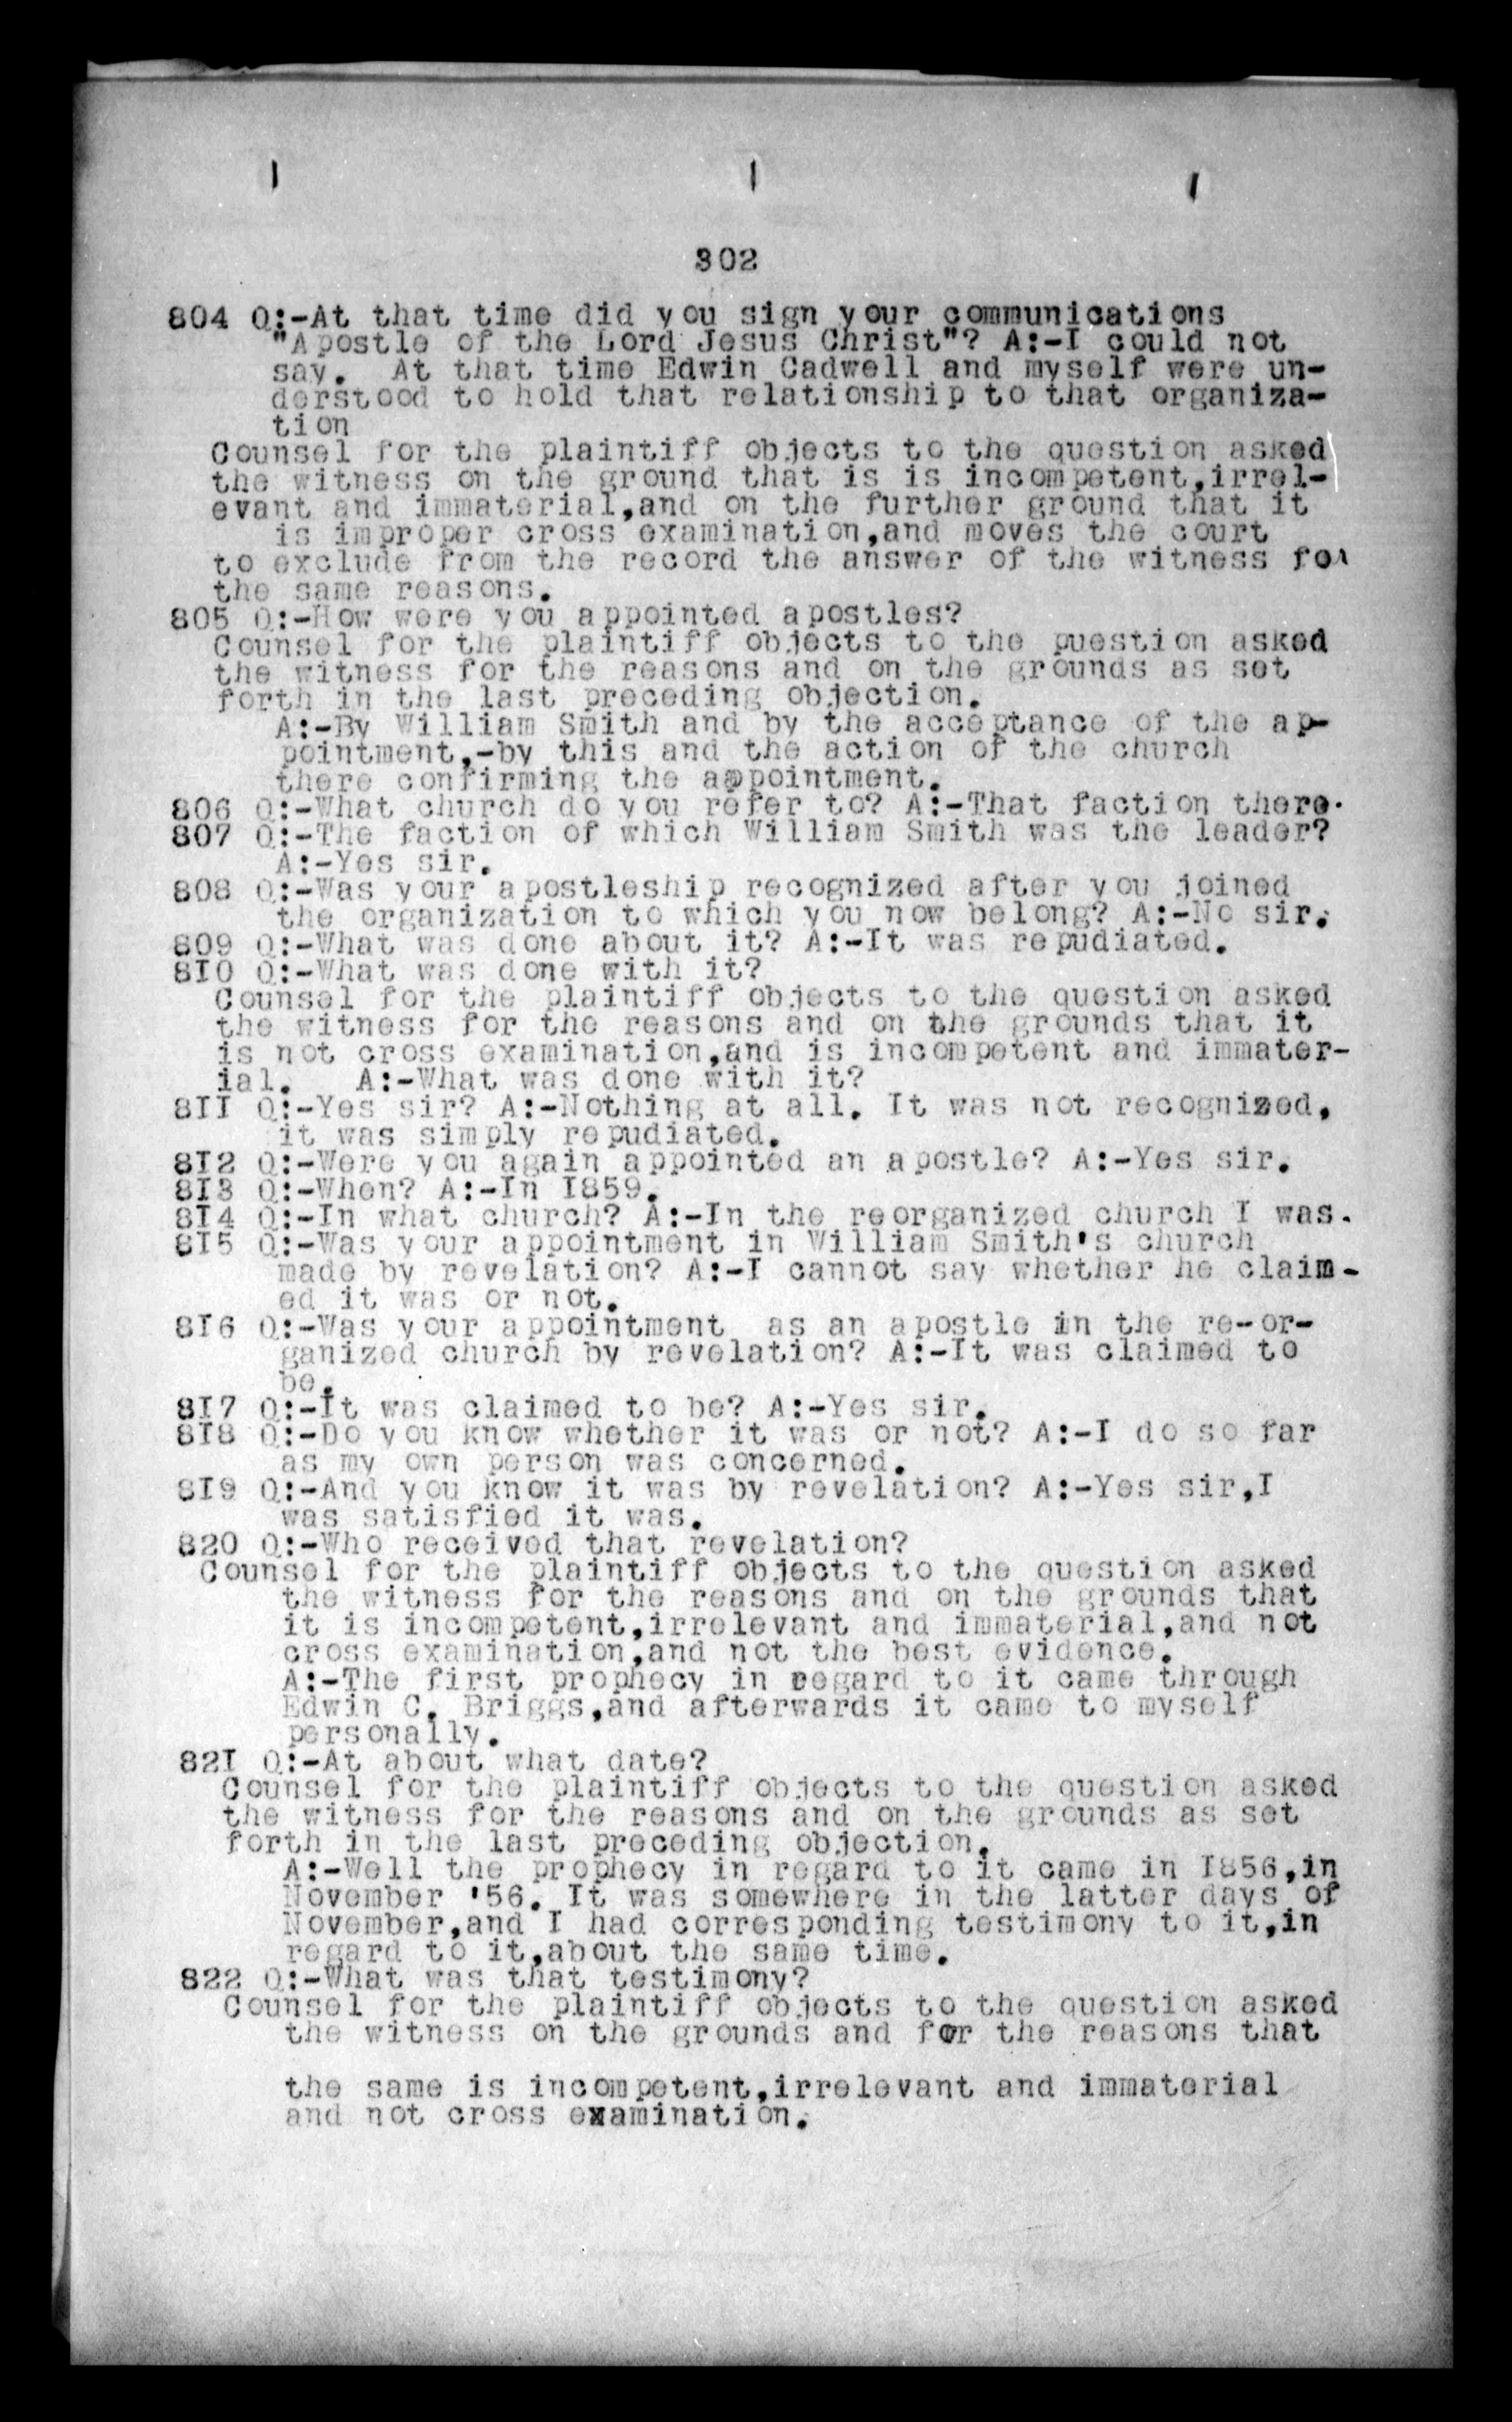 302
804 Q:-At that time did you sign your communications
"Apostle of the Lord Jesus Christ"? A:-I could not
say. At that time Edwin Cadwell and myself were un-
derstood to hold that relationship to that organiza-
tion
Counsel for the plaintiff objects to the question asked
the witness on the ground that is is incompetent,irrel-
evant and immaterial,and on the further ground that it
is improper cross examination,and moves the court
to exclude from the record the answer of the witness for
the same reasons.
805 Q:-How were you appointed apostles?
Counsel for the plaintiff objects to the puestion asked
the witness for the reasons and on the grounds as set
forth in the last preceding objection.
A:-By William Smith and by the acceptance of the ap-
pointment,-by this and the action of the church
there confirming the appointment.
806 Q:-What church do you refer to? A:-That faction there.
807 Q:-The faction of which William Smith was the leader?
A:-Yes sir.
808 Q:-Was your apostleship recognized after you joined
the organization to which you now belong? A:-No sir.
809 Q:-What was done about it? A:-It was repudiated.
8I0 Q:-What was done with it?
Counsel for the plaintiff objects to the question asked
the witness for the reasons and on the grounds that it
is not cross examination,and is incompetent and immater-
ial. A:-What was done with it?
8II Q:-Yes sir? A:-Nothing at all. It was not recognized,
it was simply repudiated.
8I2 Q:-Were you again appointed an apostle? A:-Yes sir.
8I3 Q:-When? A:-In I859.
8I4 Q:-In what church? A:-In the reorganized church I was.
8I5 Q:-Was your appointment in William Smith's church
made by revelation? A:-I cannot say whether he claim-
ed it was or not.
8I6 Q:-Was your appointment as an apostle in the re-or-
ganized church by revelation? A:-It was claimed to
be.
8I7 Q:-It was claimed to be? A:-Yes sir.
8I8 Q:-Do you know whether it was or not? A:-I do so far
as my own person was concerned.
8I9 Q:-And you know it was by revelation? A:-Yes sir,I
was satisfied it was.
820 Q:-Who received that revelation?
Counsel for the plaintiff objects to the question asked
the witness for the reasons and on the grounds that
it is incompetent,irrelevant and immaterial,and not
cross examination,and not the best evidence.
A:-The first prophecy in regard to it came through
Edwin C. Briggs,and afterwards it came to myself
personally.
82I Q:-At about what date?
Counsel for the plaintiff objects to the question asked
the witness for the reasons and on the grounds as set
forth in the last preceding objection.
A:-Well the prophecy in regard to it came in I856,in
November '56. It was somewhere in the latter days of
November,and I had corresponding testimony to it,in
regard to it,about the same time.
822 Q:-What was that testimony?
Counsel for the plaintiff objects to the question asked
the witness on the grounds and for the reasons that
the same is incompetent,irrelevant and immaterial
and not cross examination.